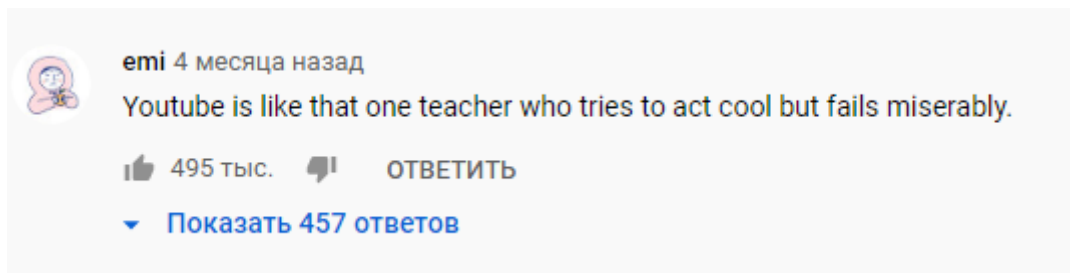 emi 4 месяца назад
Youtube is like that one teacher who tries to act cool but fails miserably.
495 тыс. ОТВЕТИТЬ
Показать 457 ответов